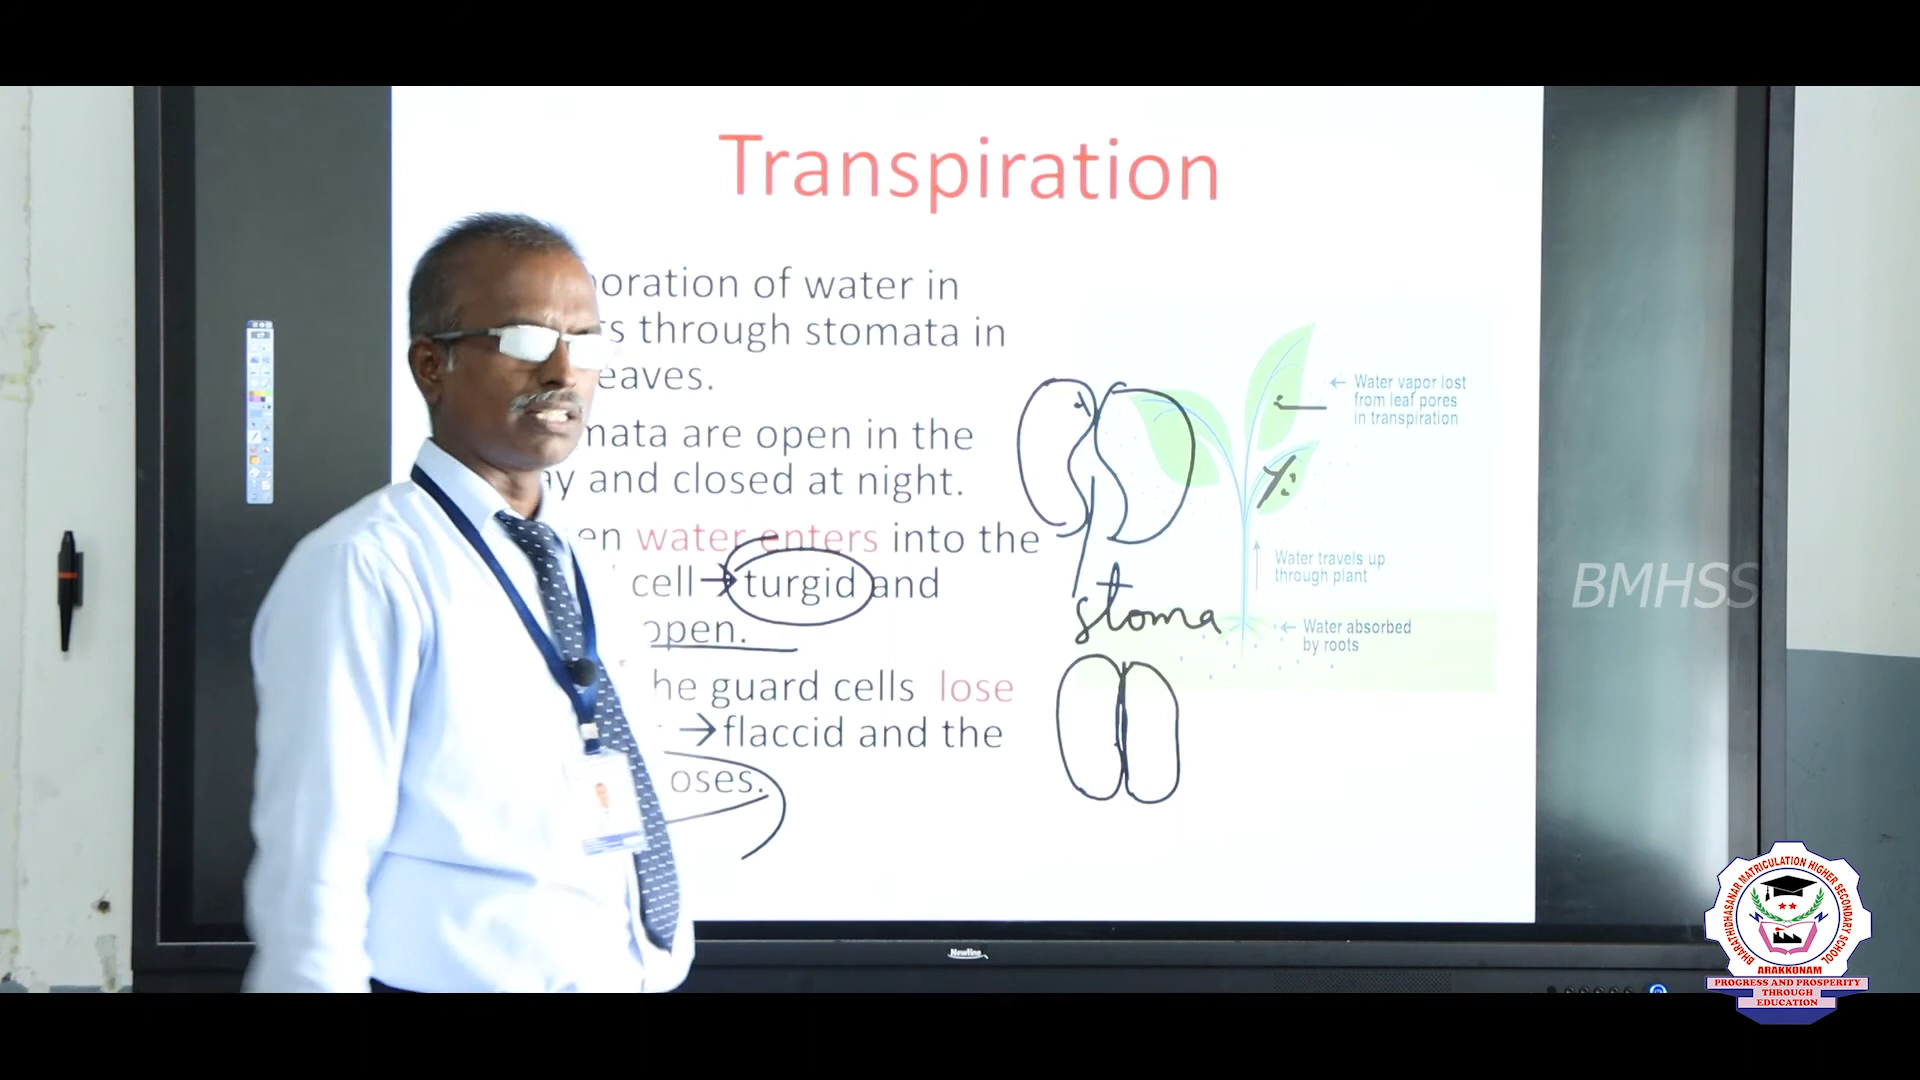 Transpiration
oration of water in
s through stomata in
eaves.
mata are open in the
ay and closed at night.
en water enters into the
cell→turgid and
open.
he guard cells lose
→flaccid and the
oses.
Water vapor lost
from leaf pores
in transpiration
Water travels up
through plant
Water absorbed
by roots
stoma
BMHSS
Newline
BHARATHIDHASANAR MATRICULATION HIGHER SECONDARY SCHOOL
ARAKKONAM
PROGRESS AND PROSPERITY
THROUGH
EDUCATION